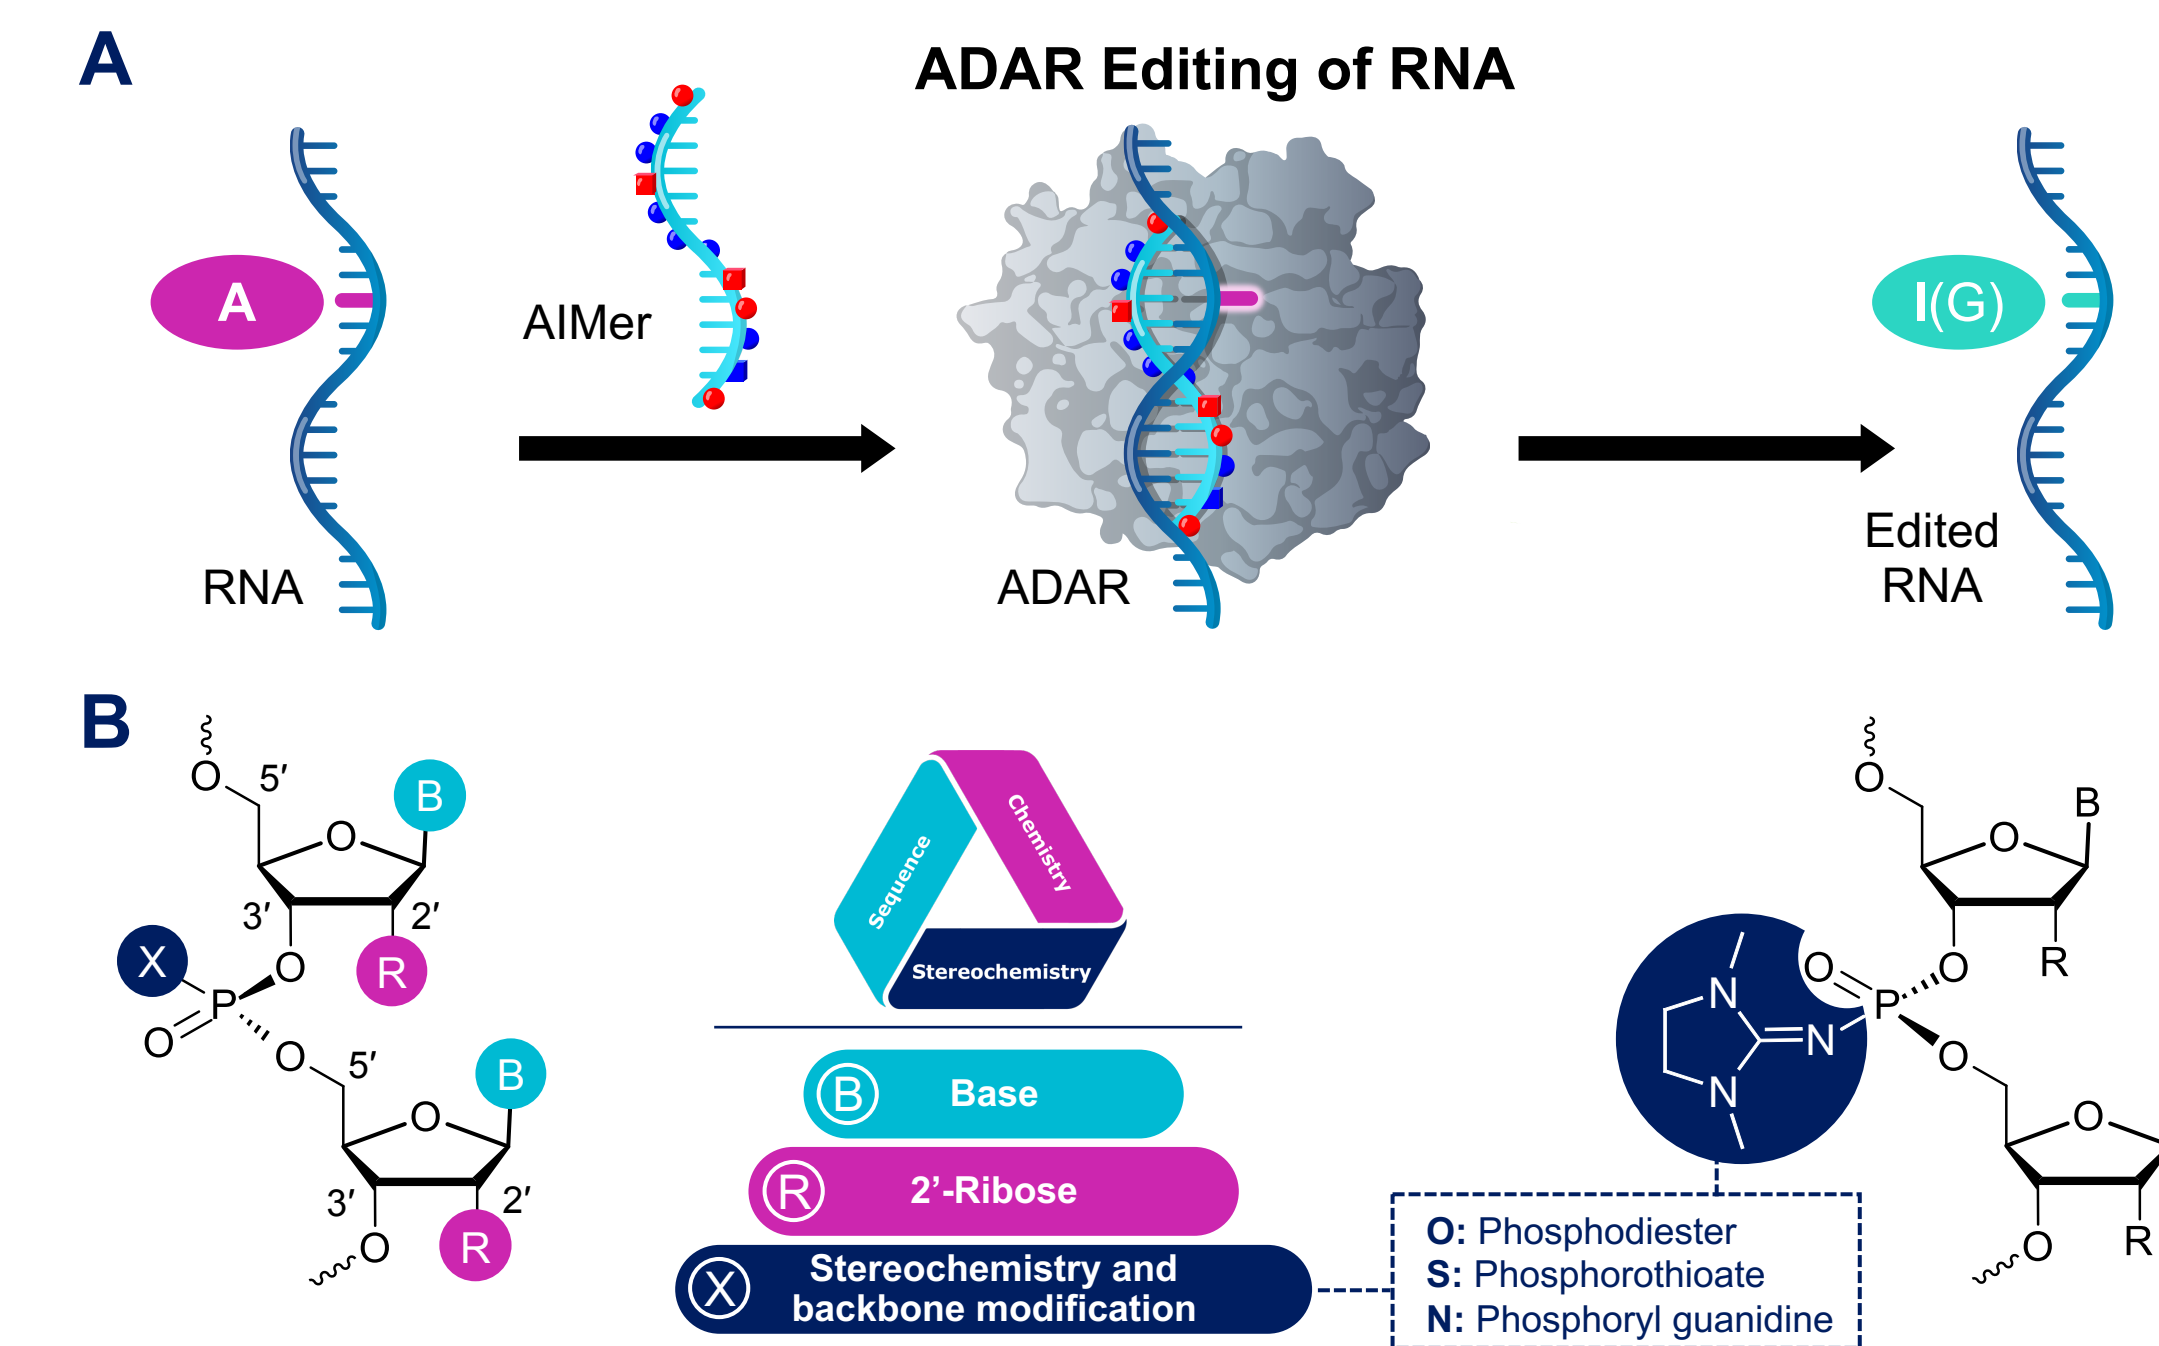 A
ADAR Editing of RNA
A
AIMer
I(G)
RNA
ADAR
Edited
RNA
B
O
5′
B
O
3′
2′
X
O
R
P
O
O
5′
B
O
3′
2′
O
R
Sequence
Chemistry
Stereochemistry
B Base
R 2’-Ribose
X Stereochemistry and
backbone modification
O
B
O
O
O
R
N
P
N
O
N
O
O
R
O: Phosphodiester
S: Phosphorothioate
N: Phosphoryl guanidine